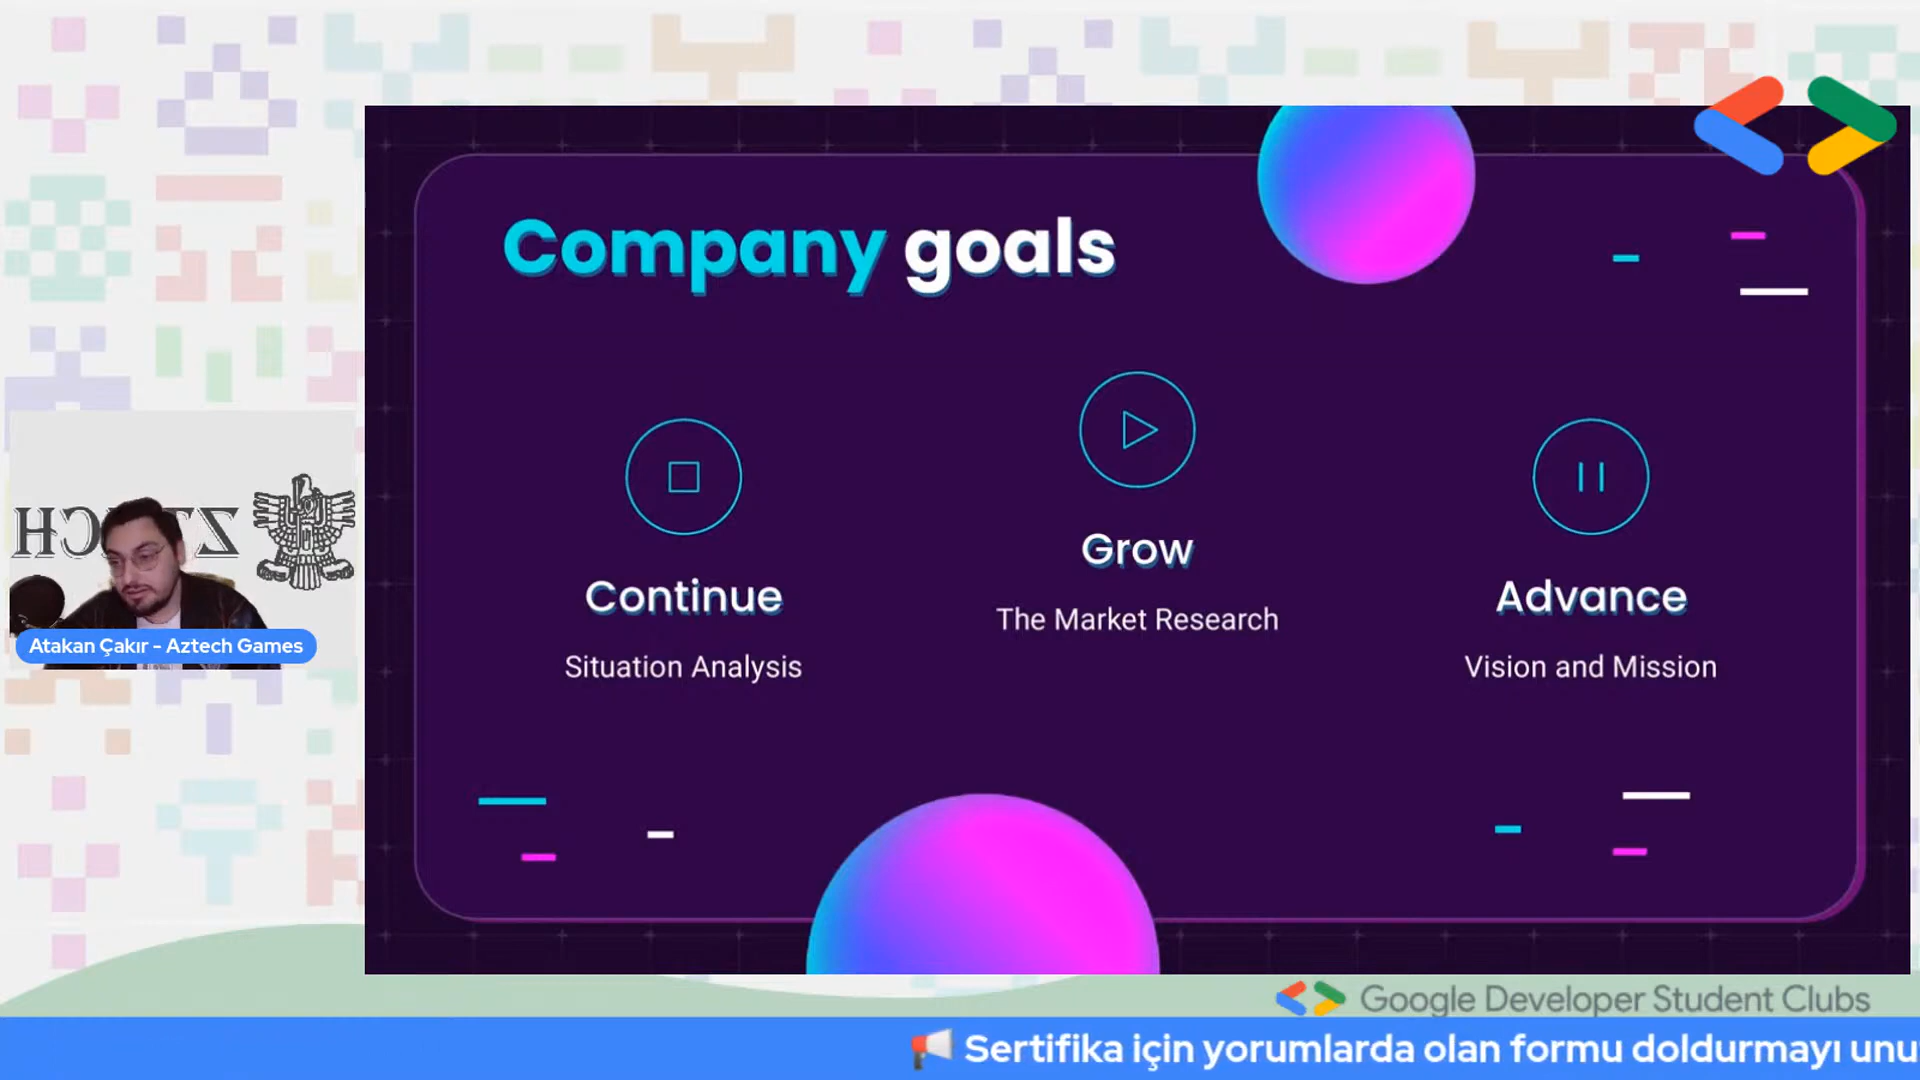 Company goals
Grow
The Market Research
Continue
Situation Analysis
Advance
Vision and Mission
Atakan Çakır - Aztech Games
Google Developer Student Clubs
Sertifika için yorumlarda olan formu doldurmayı unu